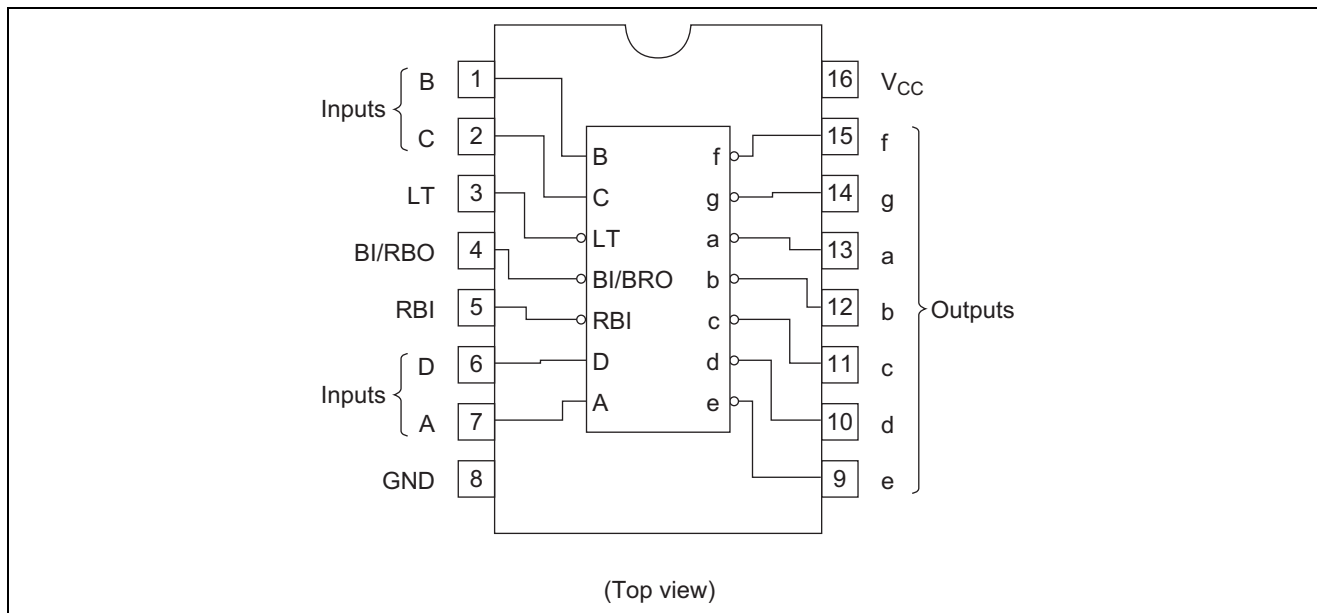 B 1 16 VCC
Inputs
C 2 15 f
B f
LT 3 14 g
C g
BI/RBO 4 LT a 13 a
BI/BRO b
RBI 5 RBI c 12 b Outputs
Inputs
D 6 D d 11 c
A 7 A e 10 d
GND 8 9 e
(Top view)